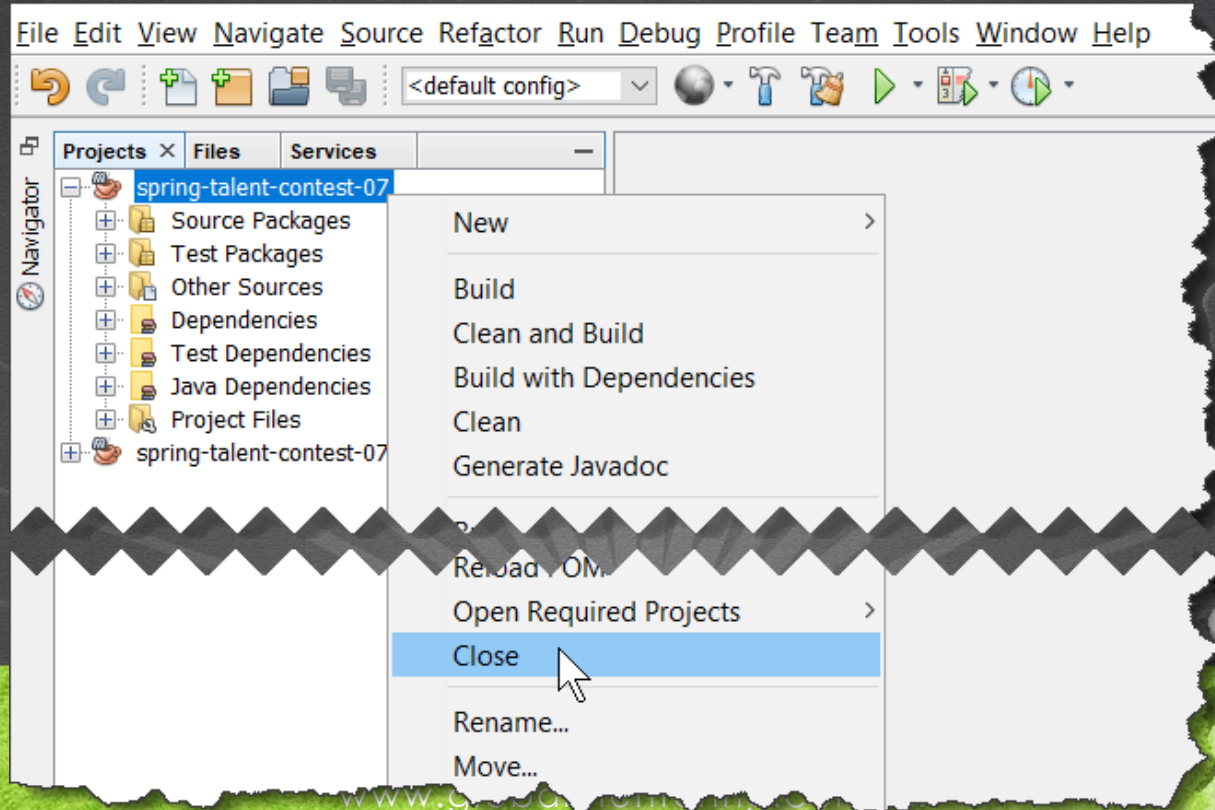 File Edit View Navigate Source Refactor Run Debug Profile Team Tools Window Help
<default config>
Projects Files Services
Navigator
spring-talent-contest-07
Source Packages
Test Packages
Other Sources
Dependencies
Test Dependencies
Java Dependencies
Project Files
spring-talent-contest-07
New
Build
Clean and Build
Build with Dependencies
Clean
Generate Javadoc
Reload POM
Open Required Projects
Close
Rename...
Move...